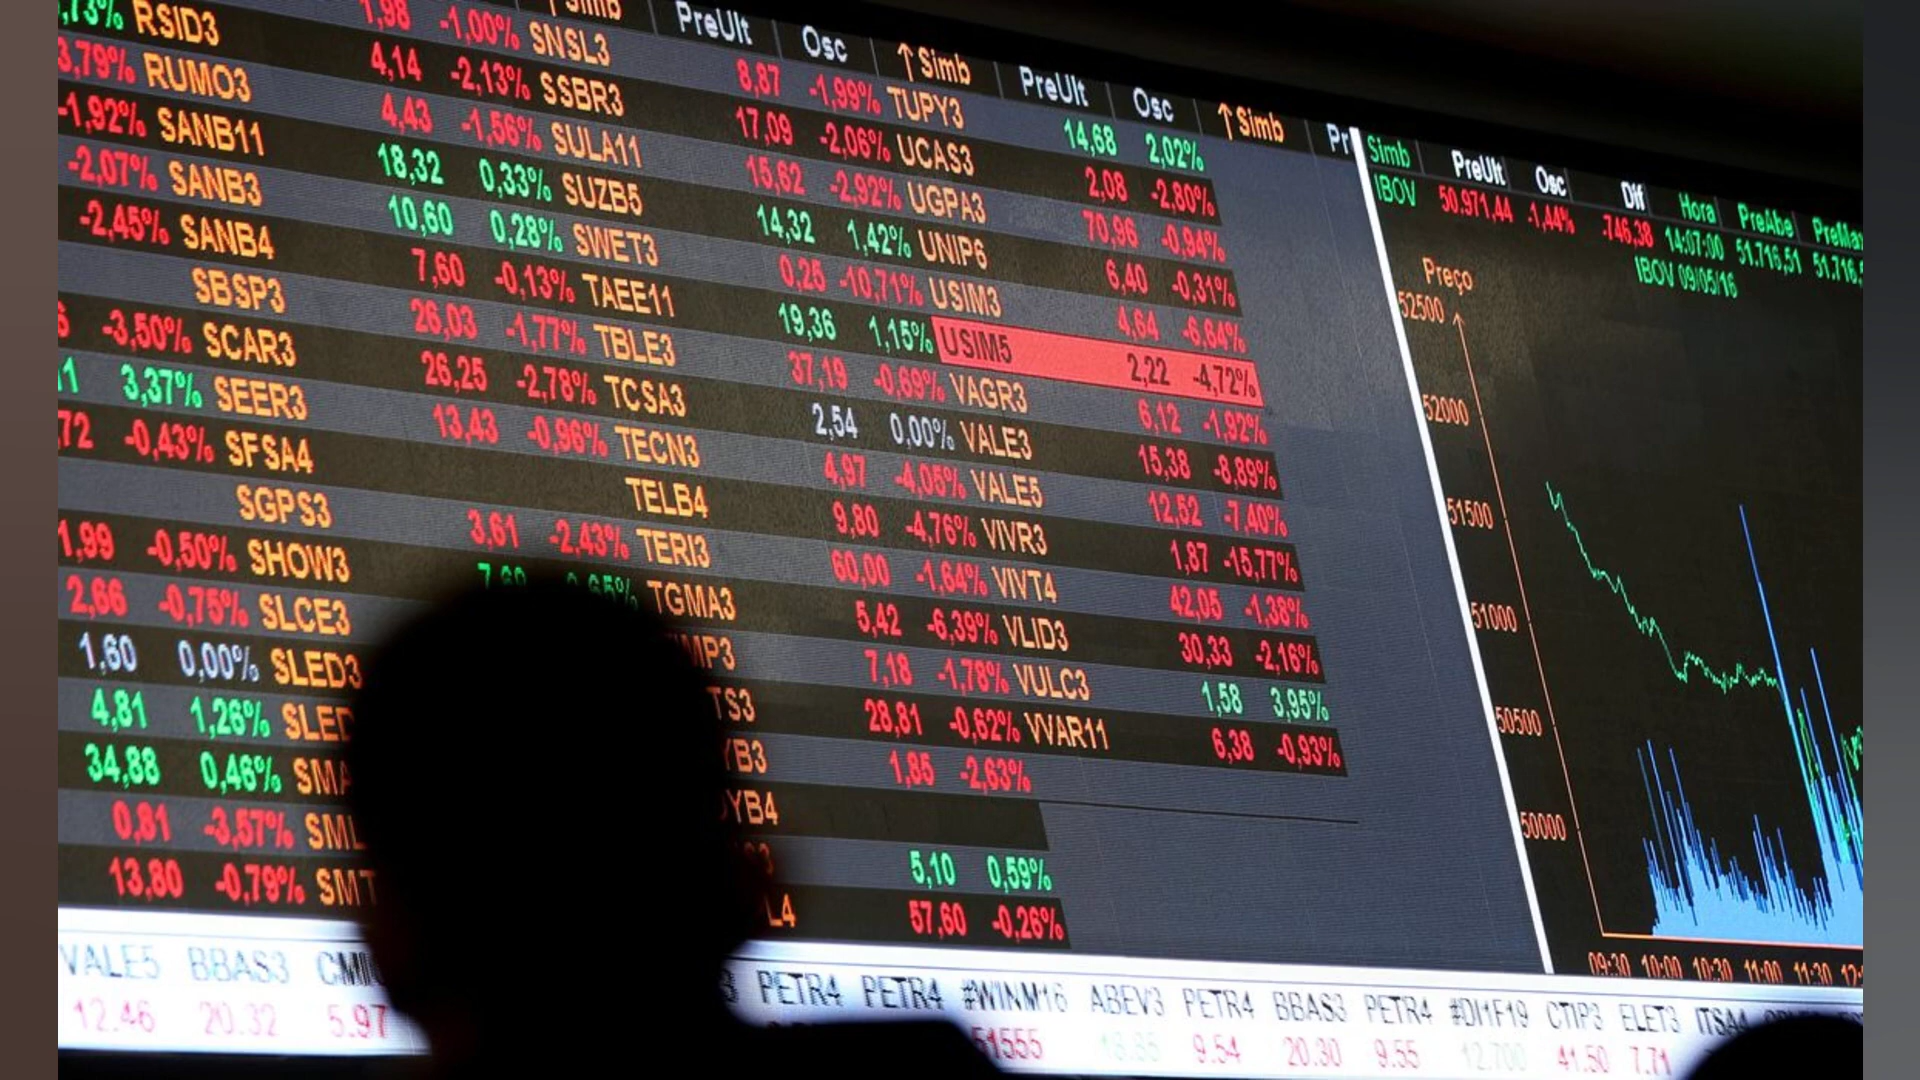 Simb PreUlt Osc ↑Simb PreUlt Osc ↑Simb
1,98 -1,00% SNSL3 8,87 -1,99% TUPY3 14,68 2,02%
,73% RSID3 4,14 -2,13% SSBR3 17,09 -2,06% UCAS3 2,08 -2,80%
3,79% RUMO3 4,43 -1,56% SULA11 15,62 -2,92% UGPA3 70,96 -0,94%
-1,92% SANB11 18,32 0,33% SUZB5 14,32 1,42% UNIP6 6,40 -0,31%
-2,07% SANB3 10,60 0,28% SWET3 0,25 -10,71% USIM3 4,64 -6,64%
-2,45% SANB4 7,60 -0,13% TAEE11 19,36 1,15% USIM5 2,22 -4,72%
SBSP3 26,03 -1,77% TBLE3 37,19 -0,69% VAGR3 6,12 -1,92%
-3,50% SCAR3 26,25 -2,78% TCSA3 2,54 0,00% VALE3 15,38 -8,89%
3,37% SEER3 13,43 -0,96% TECN3 4,97 -4,05% VALE5 12,52 -7,40%
72 -0,43% SFSA4 TELB4 9,80 -4,76% VIVR3 1,87 -15,77%
SGPS3 3,61 -2,43% TERI3 60,00 -1,64% VIVT4 42,05 -1,38%
1,99 -0,50% SHOW3 TGMA3 5,42 -6,39% VLID3 30,33 -2,16%
2,66 -0,75% SLCE3 MP3 7,18 -1,78% VULC3 1,58 3,95%
1,60 0,00% SLED3 TS3 28,81 -0,62% VVAR11 6,38 -0,93%
4,81 1,26% SLED YB3 1,85 -2,63%
34,88 0,46% SMA YB4
0,81 -3,57% SML 5,10 0,59%
13,80 -0,79% SMT L4 57,60 -0,26%
Simb PreUlt Osc Dif Hora PreAbe PreMax
IBOV 50.971,44 -1,44% -746,38 14:07:00 51.716,51 51.716,5
IBOV 09/05/16
Preço
52500
52000
51500
51000
50500
50000
09:30 10:00 10:30 11:00 11:30 12:
VALE5 BBAS3 PETR4 PETR4 #WINM16 ABEV3 PETR4 BBAS3 PETR4 #DI1F19 CTIP3 ELET3 ITSA4
12.46 20.32 5.97 51555 9.54 20.30 9.55 12,700 41.50 7.71